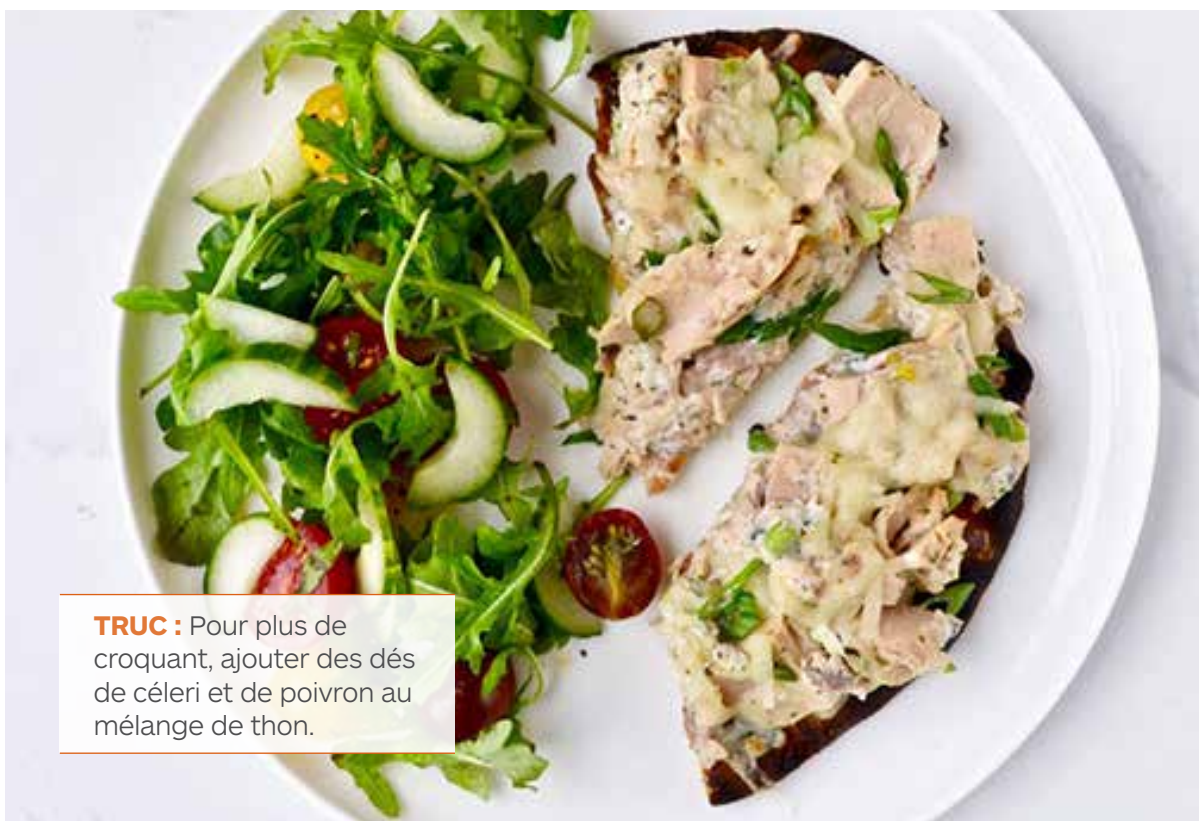 TRUC : Pour plus de
croquant, ajouter des dés
de céleri et de poivron au
mélange de thon.